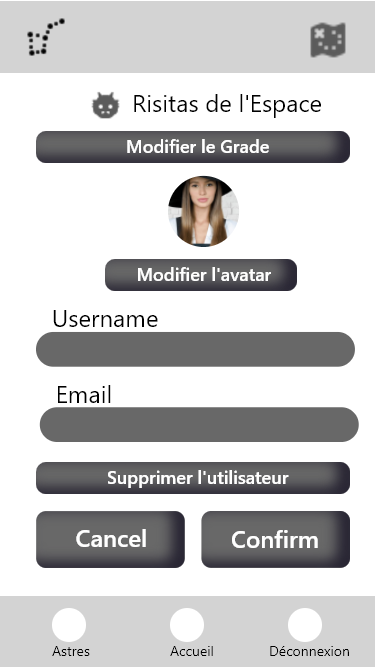 Risitas de l'Espace
Modifier le Grade
Modifier l'avatar
Username
Email
Supprimer l'utilisateur
Cancel
Confirm
Astres
Accueil
Déconnexion